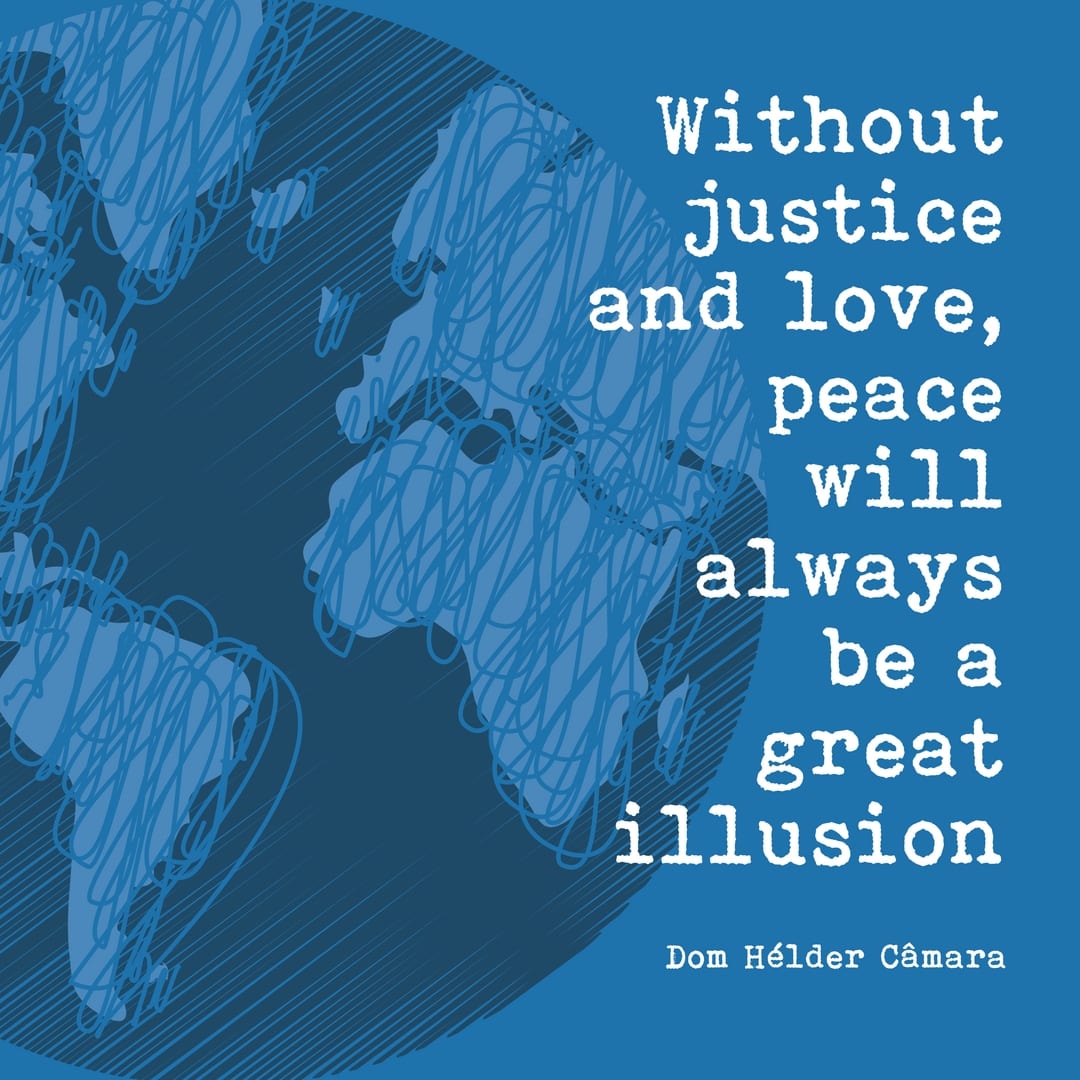 Without
justice
and love,
peace
will
always
be a
great
illusion
Dom Hélder Câmara